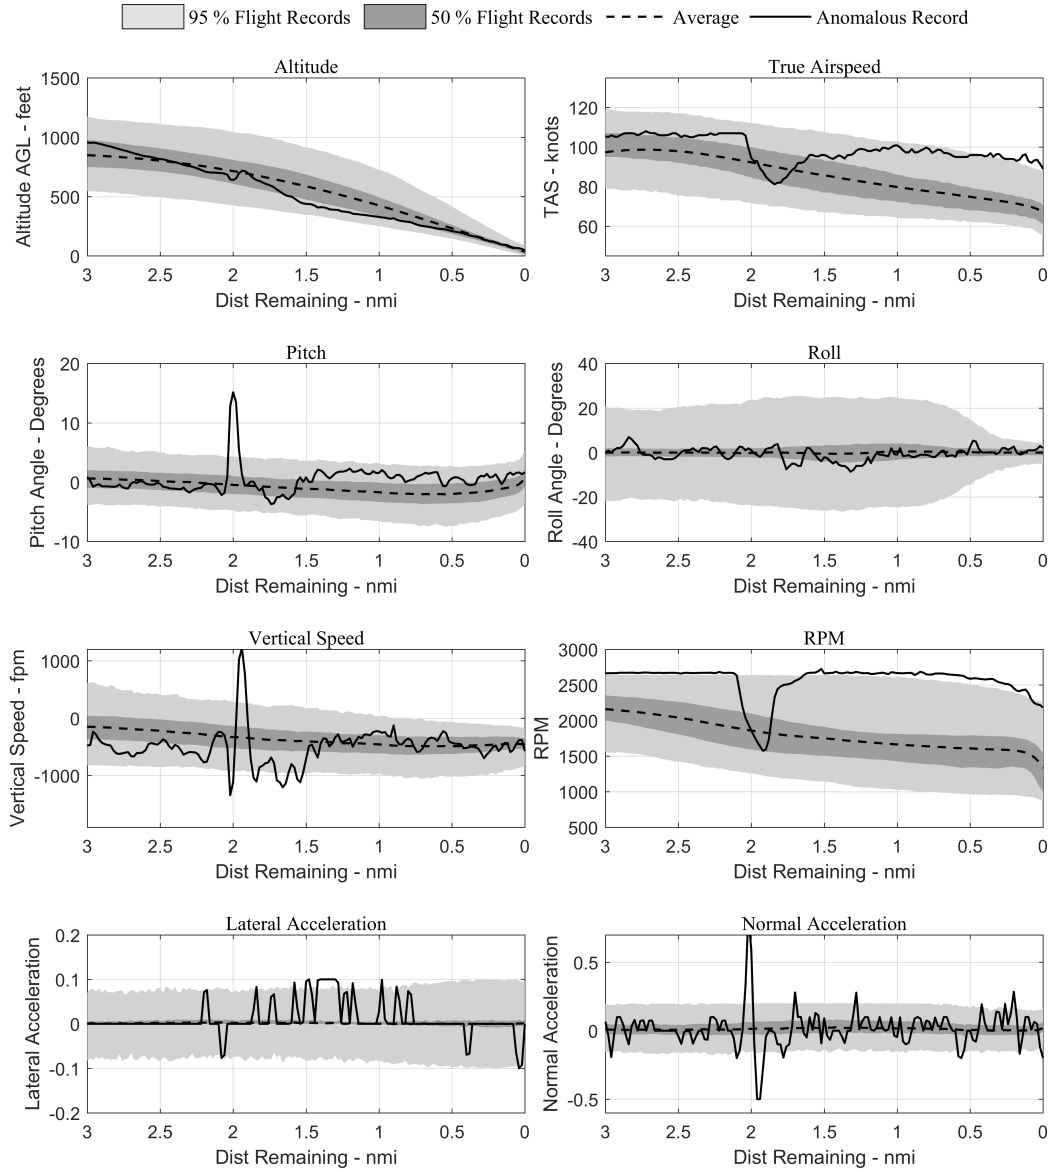 95 % Flight Records 50 % Flight Records Average Anomalous Record
Altitude
1500
1000
500
0
Altitude AGL - feet
3 2.5 2 1.5 1 0.5 0
Dist Remaining - nmi
True Airspeed
120
100
80
60
TAS - knots
3 2.5 2 1.5 1 0.5 0
Dist Remaining - nmi
Pitch
20
10
0
-10
Pitch Angle - Degrees
3 2.5 2 1.5 1 0.5 0
Dist Remaining - nmi
Roll
40
20
0
-20
-40
Roll Angle - Degrees
3 2.5 2 1.5 1 0.5 0
Dist Remaining - nmi
Vertical Speed
1000
0
-1000
Vertical Speed - fpm
3 2.5 2 1.5 1 0.5 0
Dist Remaining - nmi
RPM
3000
2500
2000
1500
1000
500
RPM
3 2.5 2 1.5 1 0.5 0
Dist Remaining - nmi
Lateral Acceleration
0.2
0.1
0
-0.1
-0.2
Lateral Acceleration
3 2.5 2 1.5 1 0.5 0
Dist Remaining - nmi
Normal Acceleration
0.5
0
-0.5
Normal Acceleration
3 2.5 2 1.5 1 0.5 0
Dist Remaining - nmi